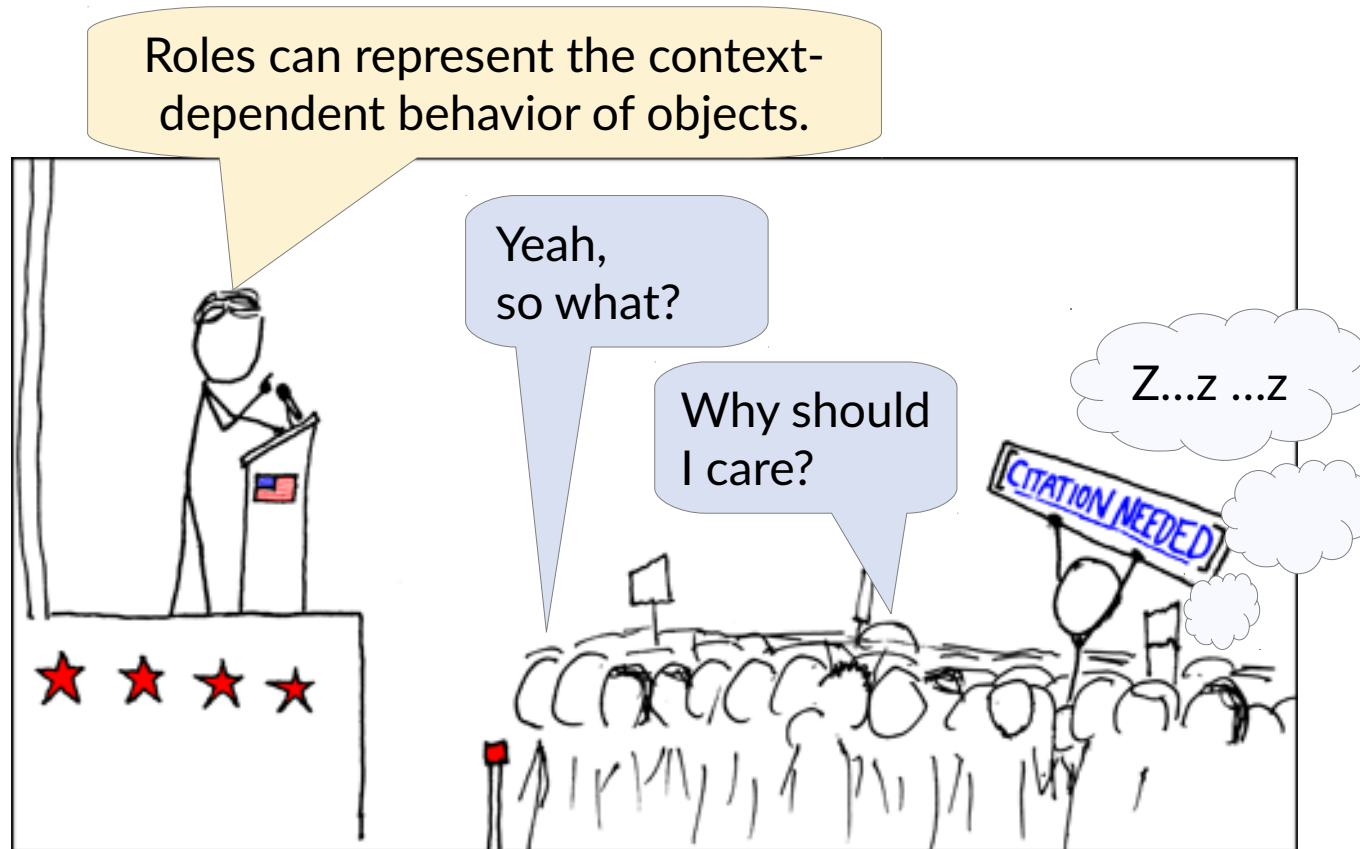 Roles can represent the context-
dependent behavior of objects.
Yeah,
so what?
Why should
I care?
Z...z ...z
[CITATION NEEDED]